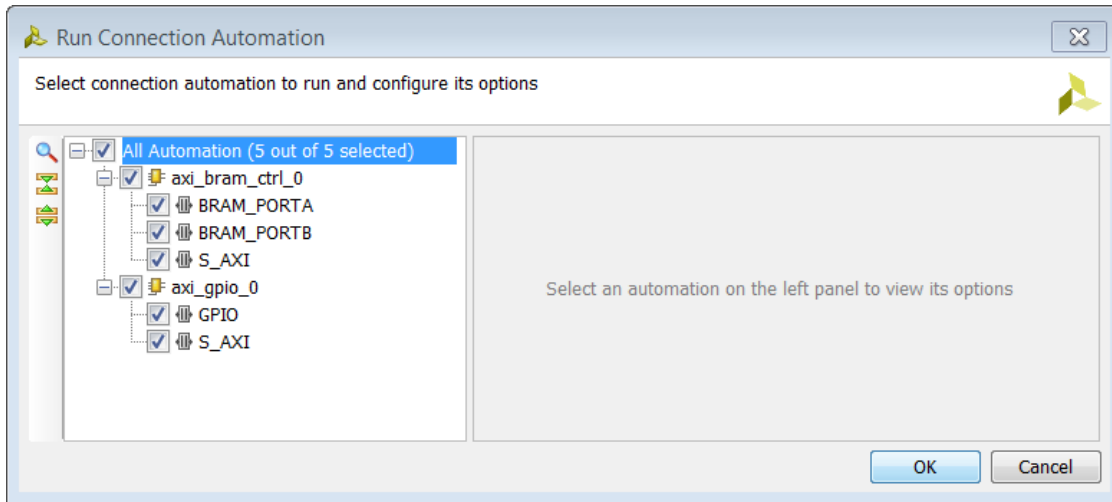 Run Connection Automation
Select connection automation to run and configure its options
All Automation (5 out of 5 selected)
axi_bram_ctrl_0
BRAM_PORTA
BRAM_PORTB
S_AXI
axi_gpio_0
GPIO
S_AXI
Select an automation on the left panel to view its options
OK
Cancel